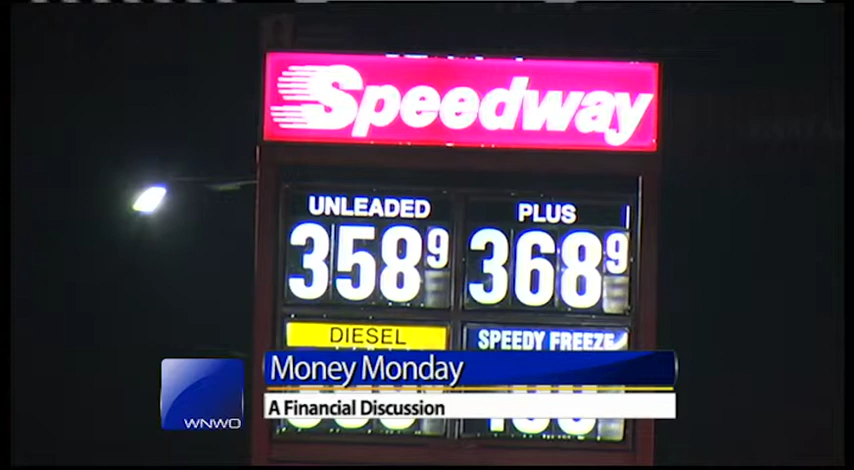 Speedway
UNLEADED
PLUS
358 9
368 9
DIESEL
SPEEDY FREEZE
Money Monday
A Financial Discussion
WNWO